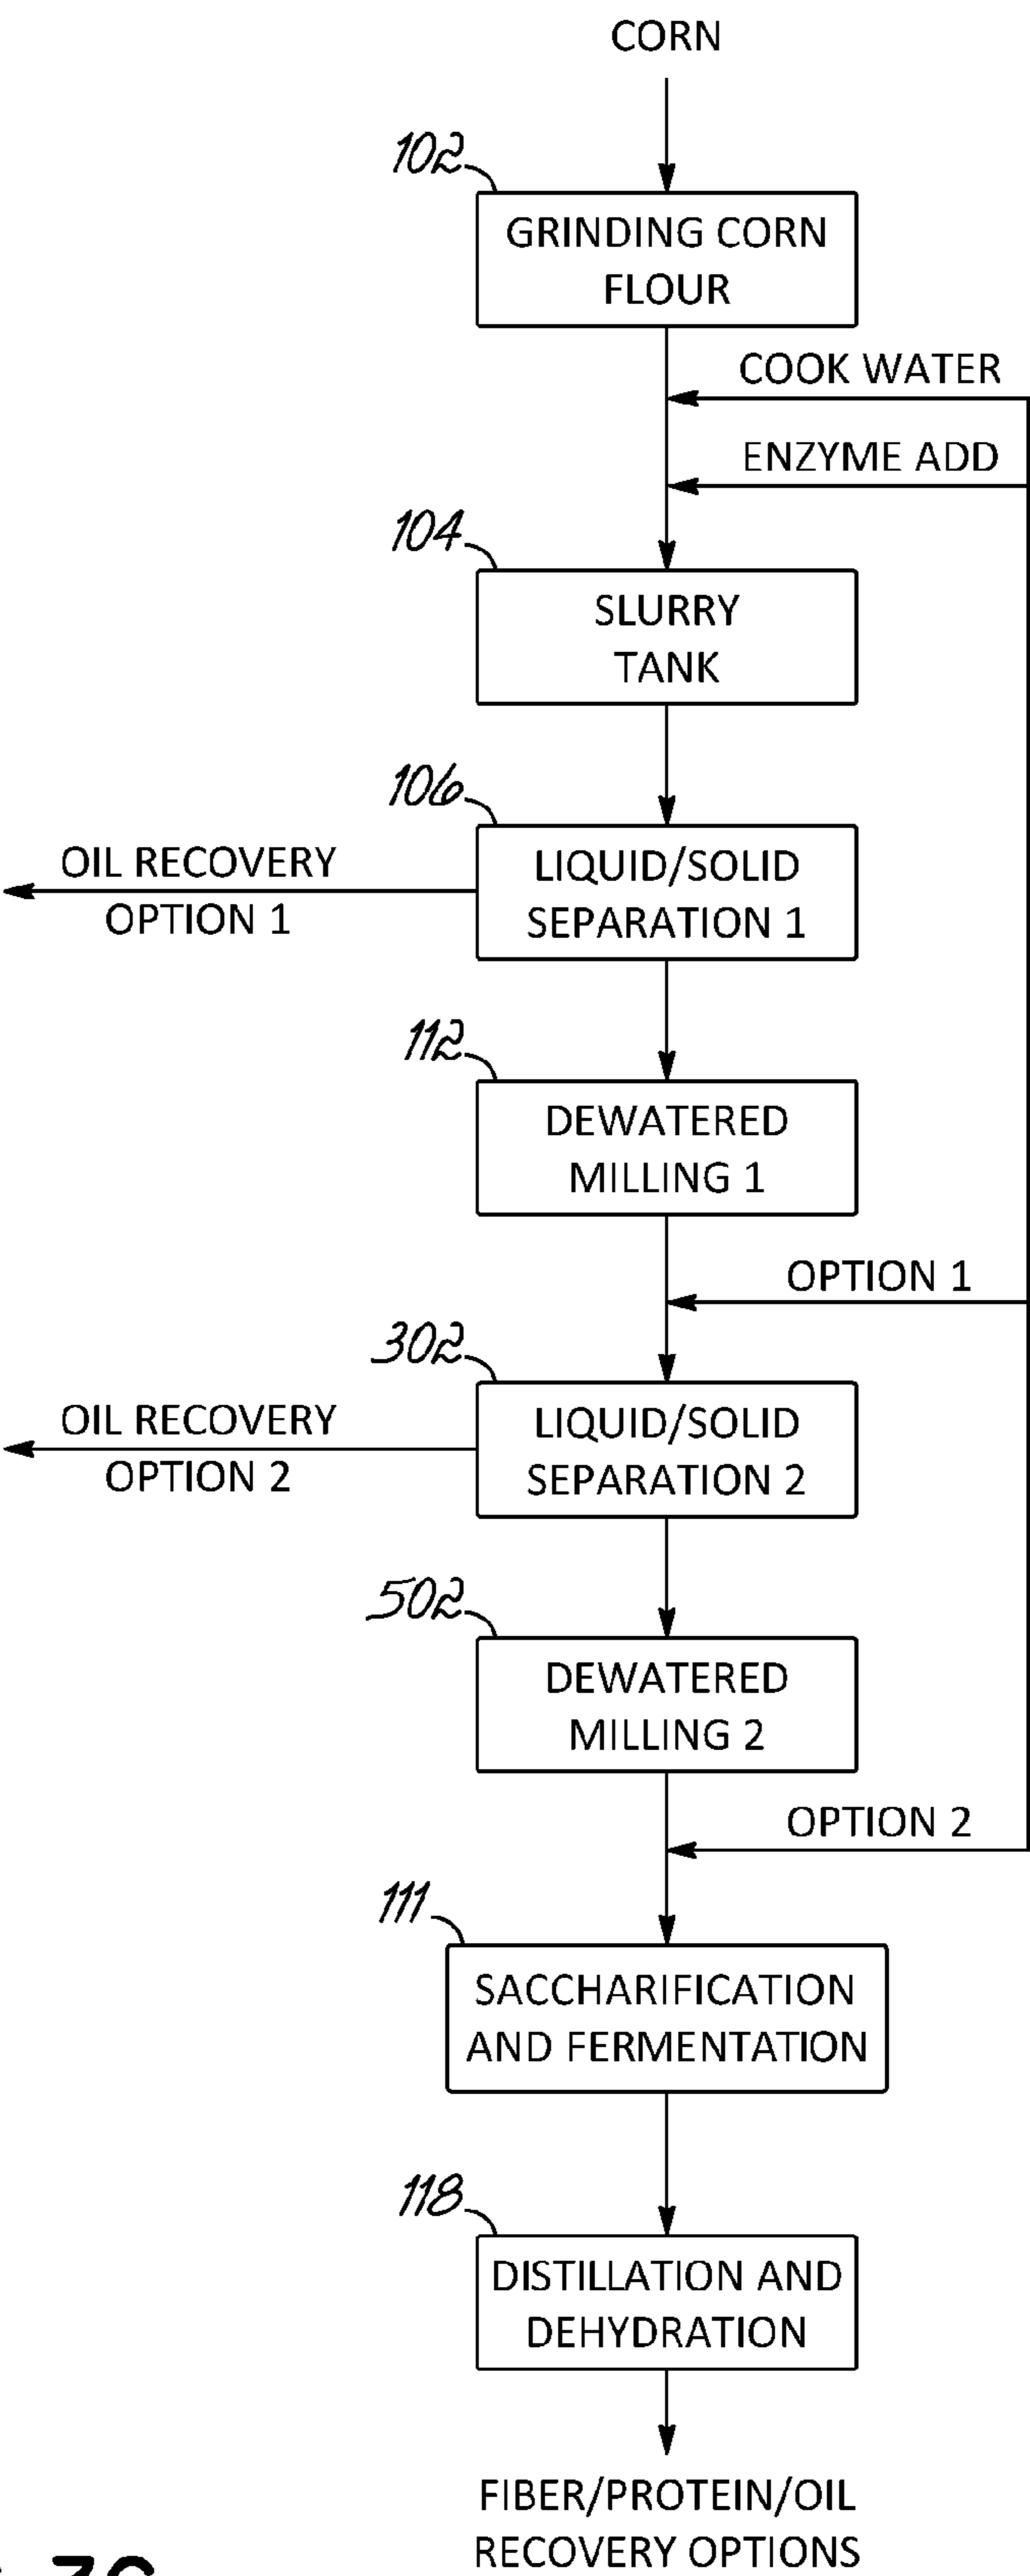 CORN
102
GRINDING CORN
FLOUR
COOK WATER
ENZYME ADD
104
SLURRY
TANK
106
LIQUID/SOLID
SEPARATION 1
OIL RECOVERY
OPTION 1
112
DEWATERED
MILLING 1
OPTION 1
302
LIQUID/SOLID
SEPARATION 2
OIL RECOVERY
OPTION 2
502
DEWATERED
MILLING 2
OPTION 2
111
SACCHARIFICATION
AND FERMENTATION
118
DISTILLATION AND
DEHYDRATION
FIBER/PROTEIN/OIL
RECOVERY OPTIONS